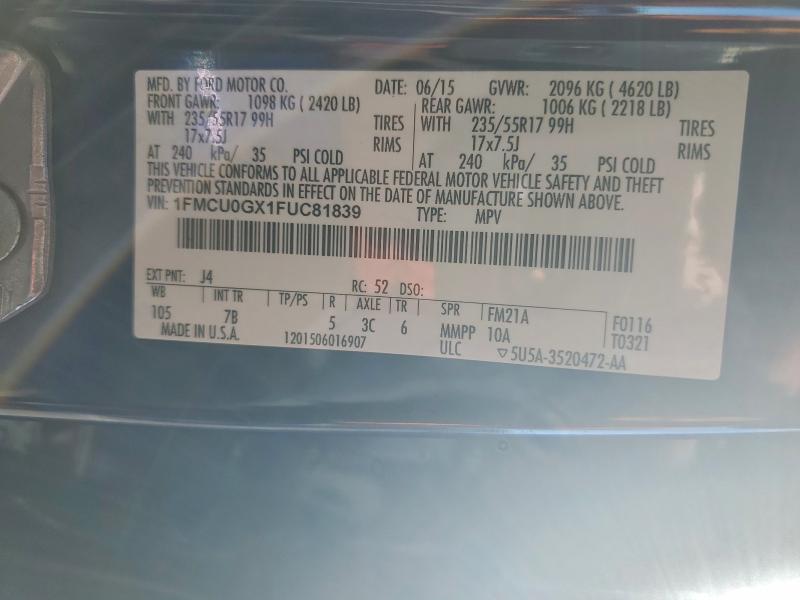 MFD. BY FORD MOTOR CO. DATE: 06/15 GVWR: 2096 KG ( 4620 LB)
FRONT GAWR: 1098 KG ( 2420 LB) REAR GAWR: 1006 KG ( 2218 LB)
WITH 235/55R17 99H TIRES WITH 235/55R17 99H TIRES
17x7.5J RIMS 17x7.5J RIMS
AT 240 kPa/ 35 PSI COLD AT 240 kPa/ 35 PSI COLD
THIS VEHICLE CONFORMS TO ALL APPLICABLE FEDERAL MOTOR VEHICLE SAFETY AND THEFT
PREVENTION STANDARDS IN EFFECT ON THE DATE OF MANUFACTURE SHOWN ABOVE.
VIN: 1FMCU0GX1FUC81839 TYPE: MPV
EXT PNT: J4 RC: 52 DSO:
WB INT TR TP/PS R AXLE TR SPR FM21A F0116
105 7B 5 3C 6 MMPP 10A T0321
MADE IN U.S.A. 1201506016907 ULC ▽5U5A-3520472-AA